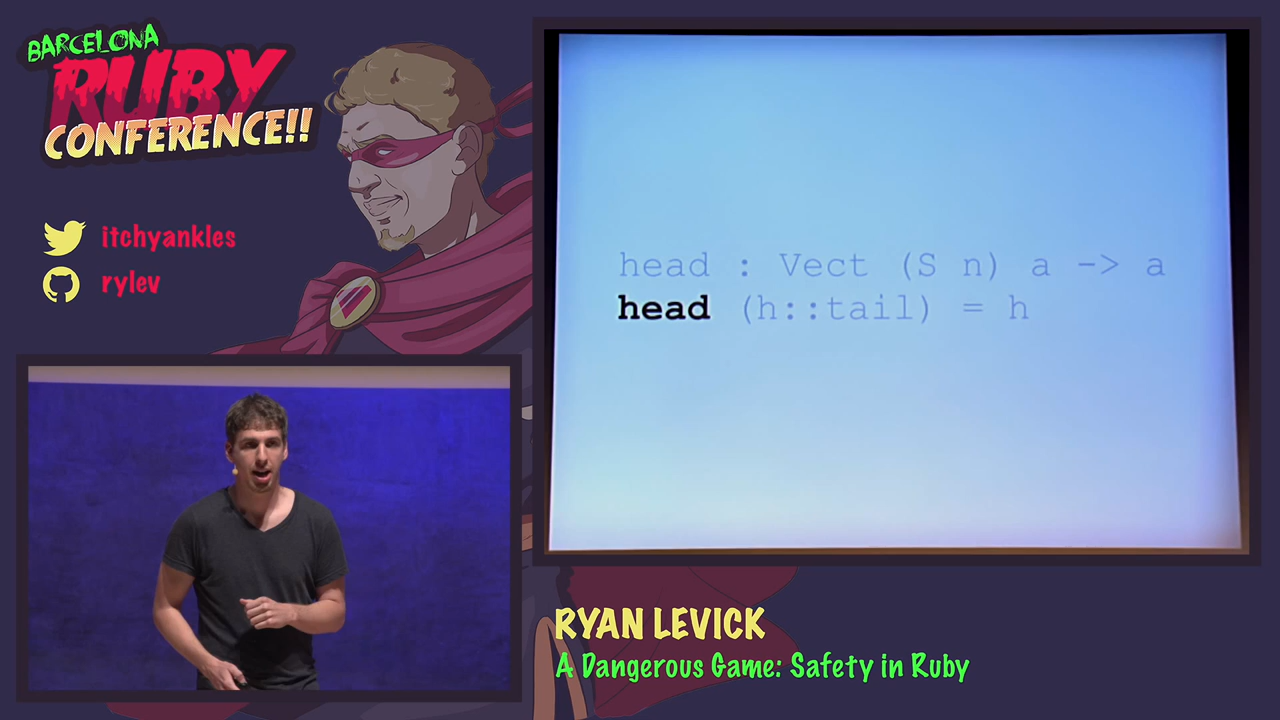 BARCELONA
RUBY
CONFERENCE!!
itchyankles
rylev
head : Vect (S n) a -> a
head (h::tail) = h
RYAN LEVICK
A Dangerous Game: Safety in Ruby